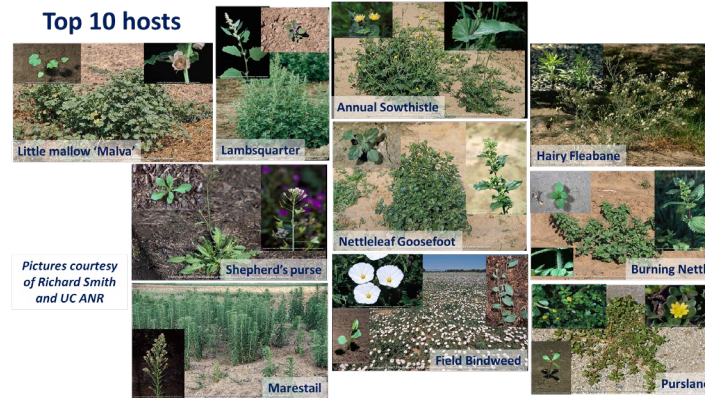 Top 10 hosts
Little mallow 'Malva'
Lambsquarter
Annual Sowthistle
Hairy Fleabane
Nettleleaf Goosefoot
Shepherd's purse
Burning Nettl
Pictures courtesy
of Richard Smith
and UC ANR
Field Bindweed
Marestail
Purslan